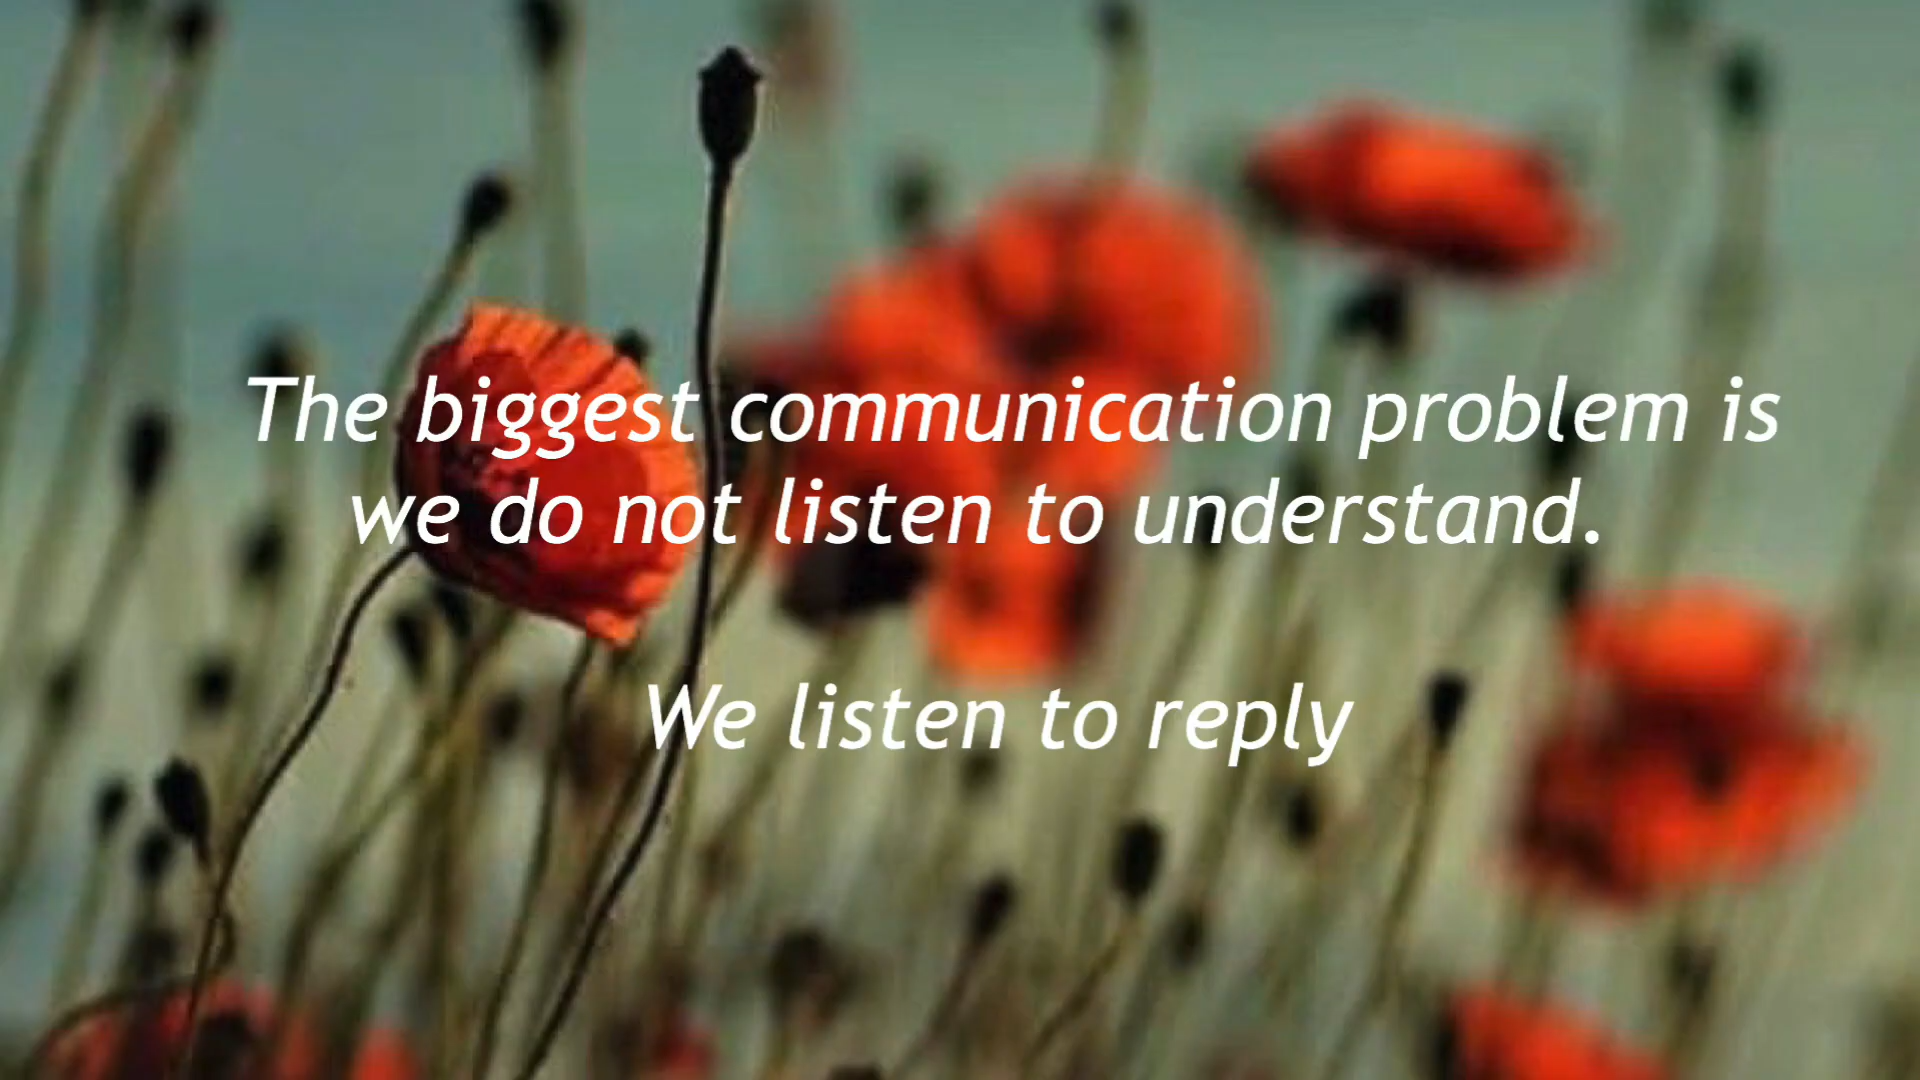 The biggest communication problem is
we do not listen to understand.
We listen to reply